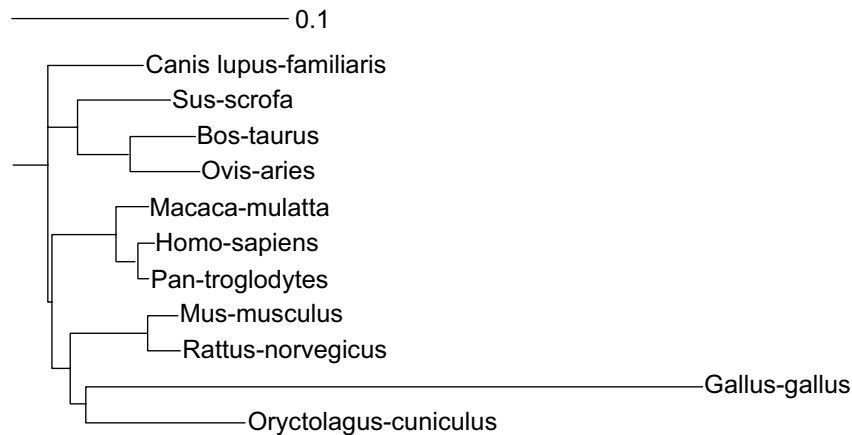 0.1
Canis lupus-familiaris
Sus-scrofa
Bos-taurus
Ovis-aries
Macaca-mulatta
Homo-sapiens
Pan-troglodytes
Mus-musculus
Rattus-norvegicus
Gallus-gallus
Oryctolagus-cuniculus